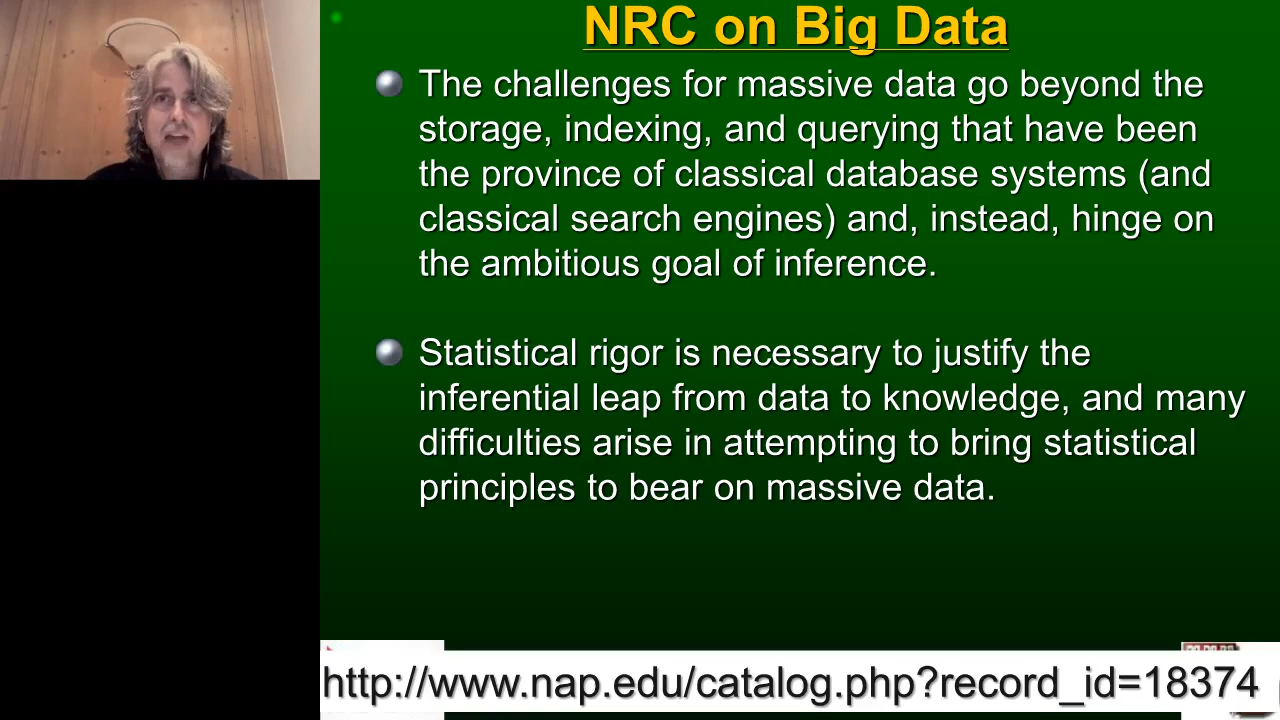 NRC on Big Data
The challenges for massive data go beyond the
storage, indexing, and querying that have been
the province of classical database systems (and
classical search engines) and, instead, hinge on
the ambitious goal of inference.
Statistical rigor is necessary to justify the
inferential leap from data to knowledge, and many
difficulties arise in attempting to bring statistical
principles to bear on massive data.
http://www.nap.edu/catalog.php?record_id=18374